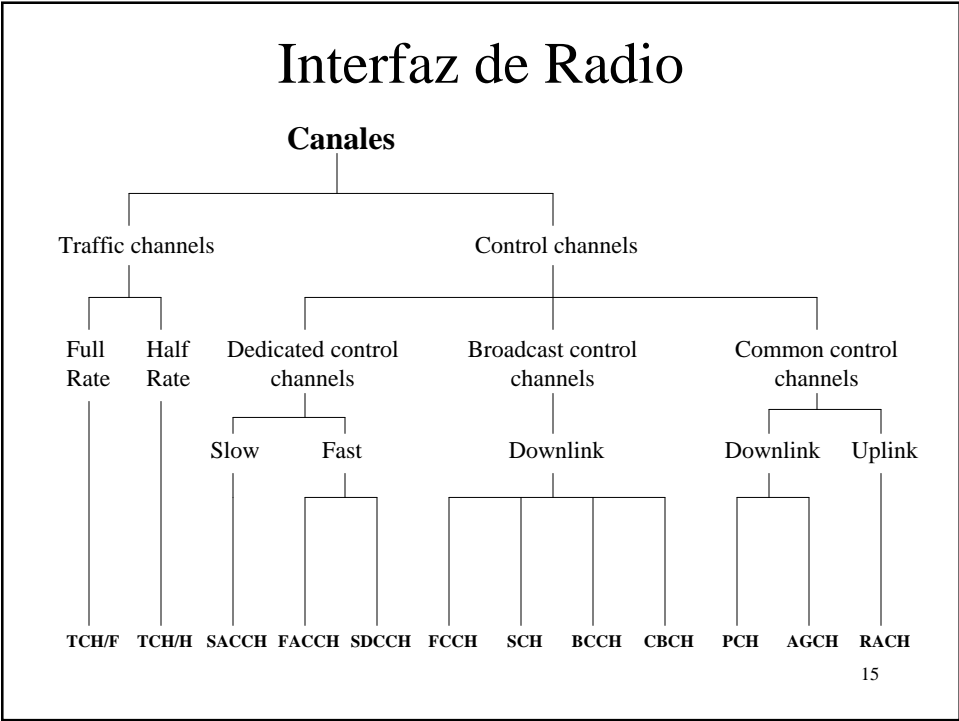 Interfaz de Radio
Canales
Traffic channels
Control channels
Full
Rate
Half
Rate
Dedicated control
channels
Broadcast control
channels
Common control
channels
Slow
Fast
Downlink
Downlink
Uplink
TCH/F TCH/H SACCH FACCH SDCCH FCCH SCH BCCH CBCH PCH AGCH RACH
15